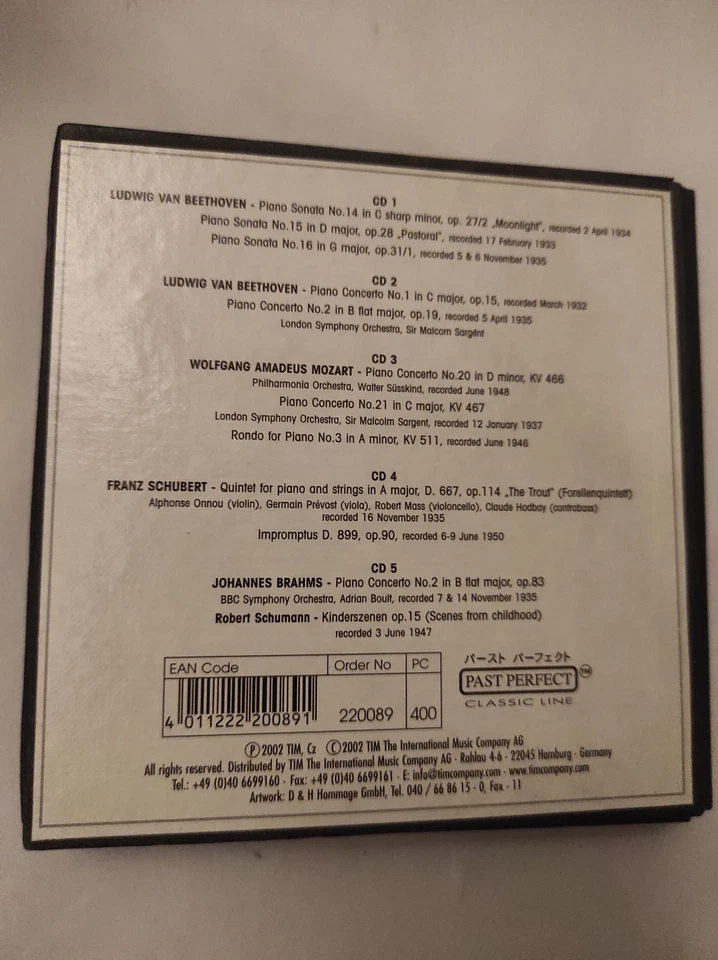 CD 1
LUDWIG VAN BEETHOVEN - Piano Sonata No.14 in C sharp minor, op. 27/2 „Moonlight", recorded 2 April 1934
Piano Sonata No.15 in D major, op.28 „Pastoral", recorded 17 February 1933
Piano Sonata No.16 in G major, op.31/1, recorded 5 & 6 November 1935
CD 2
LUDWIG VAN BEETHOVEN - Piano Concerto No.1 in C major, op.15, recorded March 1932
Piano Concerto No.2 in B flat major, op.19, recorded 5 April 1935
London Symphony Orchestra, Sir Malcom Sargent
CD 3
WOLFGANG AMADEUS MOZART - Piano Concerto No.20 in D minor, KV 466
Philharmonia Orchestra, Walter Süsskind, recorded June 1948
Piano Concerto No.21 in C major, KV 467
London Symphony Orchestra, Sir Malcolm Sargent, recorded 12 January 1937
Rondo for Piano No.3 in A minor, KV 511, recorded June 1946
CD 4
FRANZ SCHUBERT - Quintet for piano and strings in A major, D. 667, op.114 „The Trout" (Forellenquintett)
Alphonse Onnou (violin), Germain Prévost (viola), Robert Mass (violoncello), Claude Hodbay (contrabass)
recorded 16 November 1935
Impromptus D. 899, op.90, recorded 6-9 June 1950
CD 5
JOHANNES BRAHMS - Piano Concerto No.2 in B flat major, op.83
BBC Symphony Orchestra, Adrian Boult, recorded 7 & 14 November 1935
Robert Schumann - Kinderszenen op.15 (Scenes from childhood)
recorded 3 June 1947
EAN Code
4 011222 200891
Order No
220089
PC
400
パースト パーフェクト
PAST PERFECT™
CLASSIC LINE
Ⓟ2002 TIM, Cz ©2002 TIM The International Music Company AG
All rights reserved. Distributed by TIM The International Music Company AG · Rahlau 4-6 · 22045 Hamburg · Germany
Tel.: +49 (0)40 6699160 · Fax: +49 (0)40 6699161 · E: info@timcompany.com · www.timcompany.com
Artwork: D & H Hommage GmbH, Tel. 040 / 66 86 15 - 0, Fax - 11